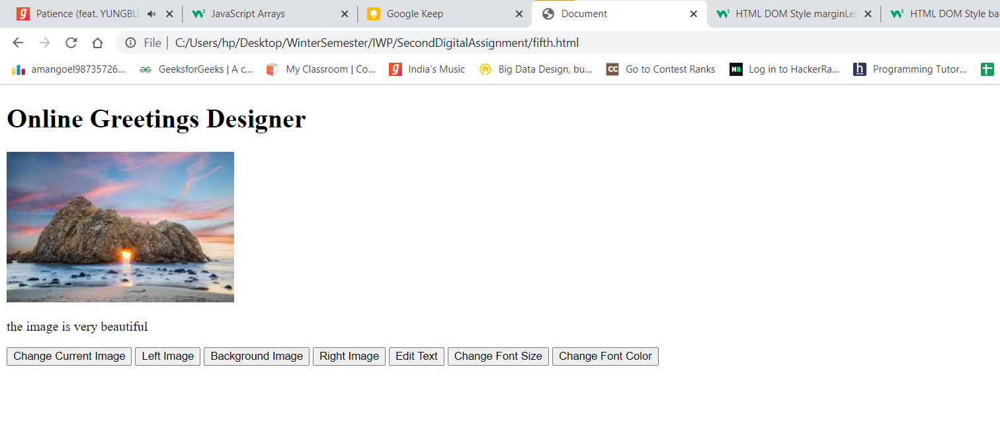 Patience (feat. YUNGBLU JavaScript Arrays Google Keep Document HTML DOM Style marginLef HTML DOM Style ba
File C:/Users/hp/Desktop/WinterSemester/IWP/SecondDigitalAssignment/fifth.html
amangoel98735726... GeeksforGeeks | A c... My Classroom | Co... India's Music Big Data Design, bu... Go to Contest Ranks Log in to HackerRa... Programming Tutor...
Online Greetings Designer
the image is very beautiful
Change Current Image Left Image Background Image Right Image Edit Text Change Font Size Change Font Color